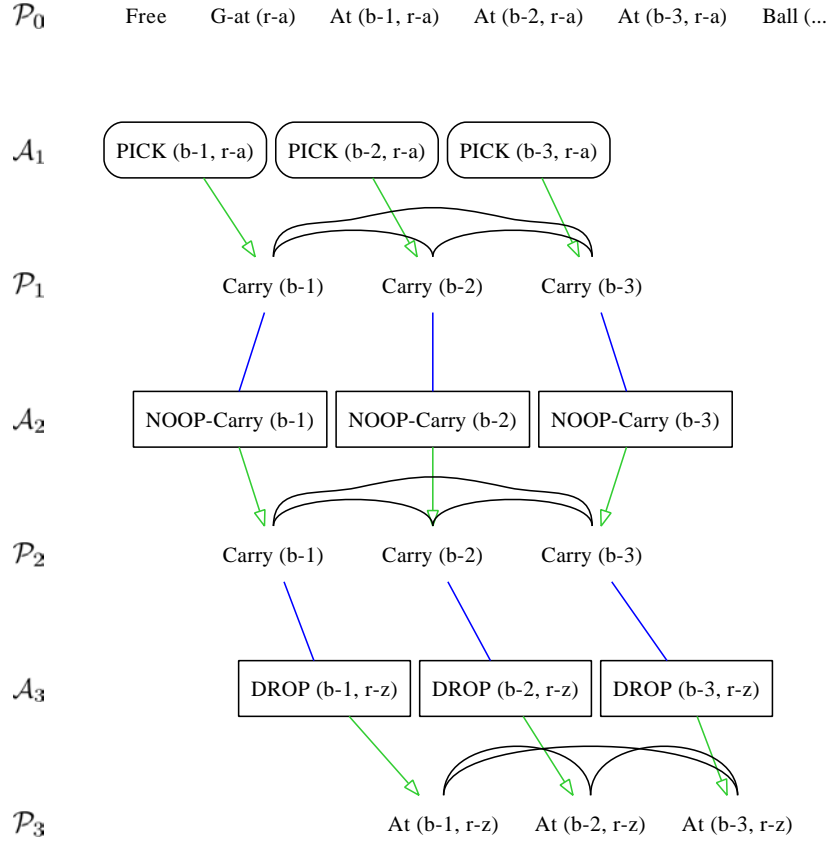 𝒫0 Free G-at (r-a) At (b-1, r-a) At (b-2, r-a) At (b-3, r-a) Ball (...
𝒜1 PICK (b-1, r-a) PICK (b-2, r-a) PICK (b-3, r-a)
𝒫1 Carry (b-1) Carry (b-2) Carry (b-3)
𝒜2 NOOP-Carry (b-1) NOOP-Carry (b-2) NOOP-Carry (b-3)
𝒫2 Carry (b-1) Carry (b-2) Carry (b-3)
𝒜3 DROP (b-1, r-z) DROP (b-2, r-z) DROP (b-3, r-z)
𝒫3 At (b-1, r-z) At (b-2, r-z) At (b-3, r-z)